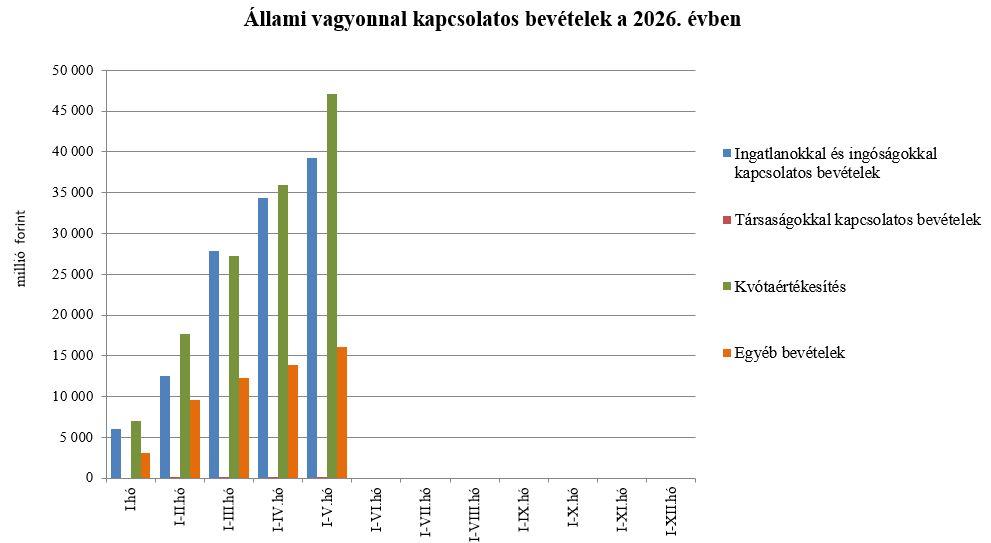 Állami vagyonnal kapcsolatos bevételek a 2026. évben
millió forint
50 000
45 000
40 000
35 000
30 000
25 000
20 000
15 000
10 000
5 000
0
I.hó
I-II.hó
I-III.hó
I-IV.hó
I-V.hó
I-VI.hó
I-VII.hó
I-VIII.hó
I-IX.hó
I-X.hó
I-XI.hó
I-XII.hó
Ingatlanokkal és ingóságokkal
kapcsolatos bevételek
Társaságokkal kapcsolatos bevételek
Kvótaértékesítés
Egyéb bevételek